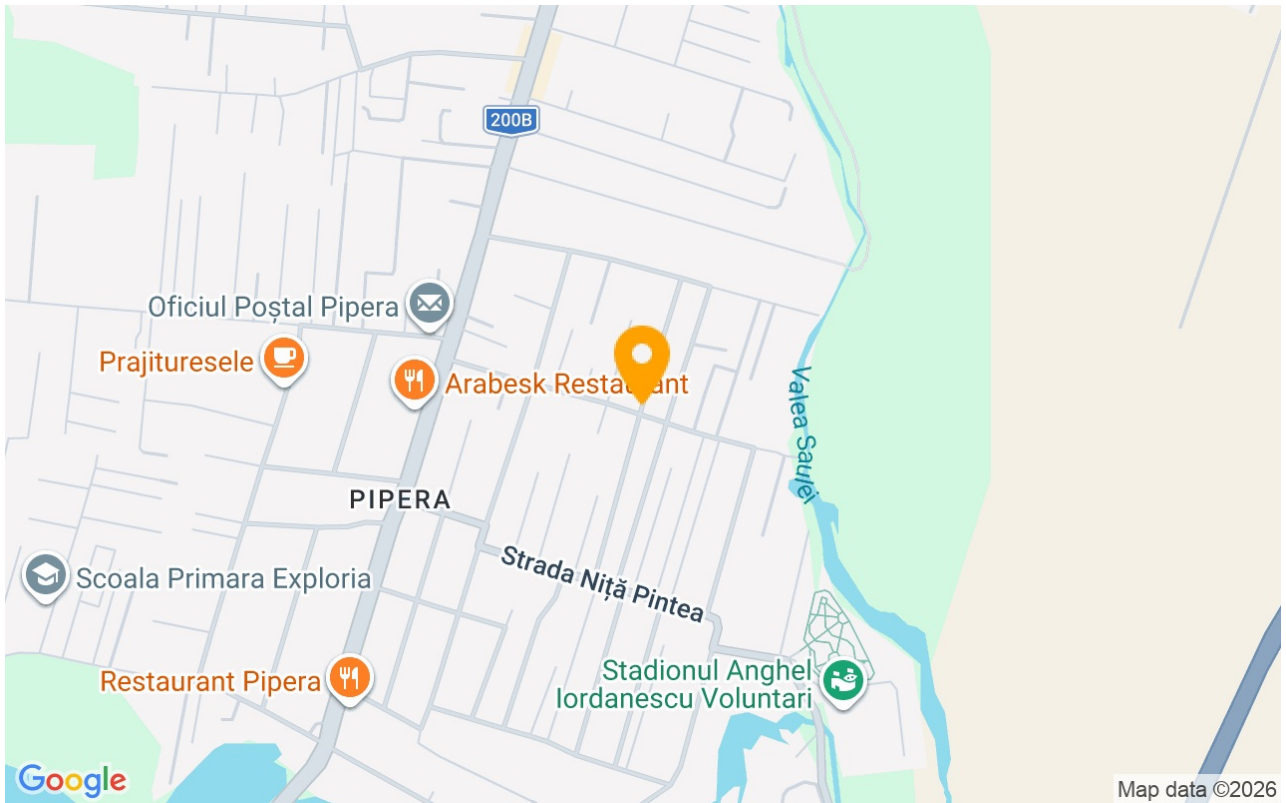 200B
Oficiul Poștal Pipera
Prajituresele
Arabesk Restaurant
Valea Saulei
PIPERA
Strada Niță Pintea
Scoala Primara Exploria
Stadionul Anghel
Iordanescu Voluntari
Restaurant Pipera
Google
Map data ©2026